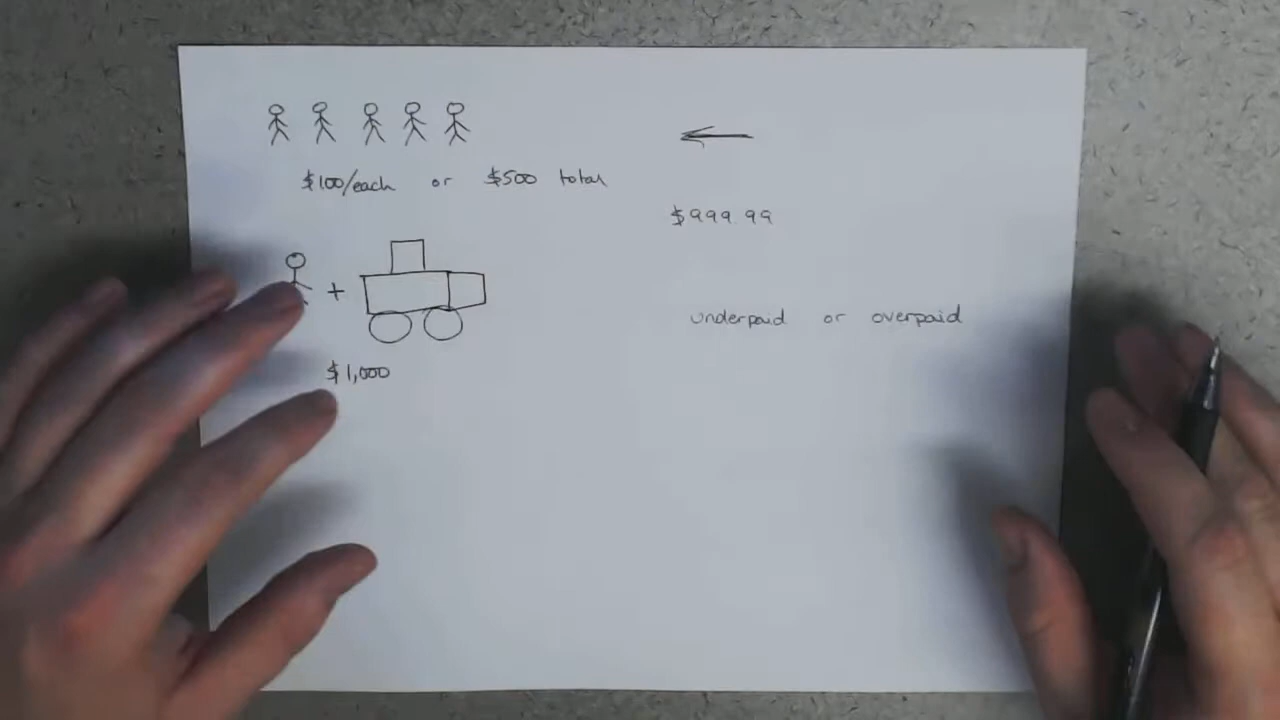 $100/each or $500 total
$999.99
+
underpaid or overpaid
$1,000